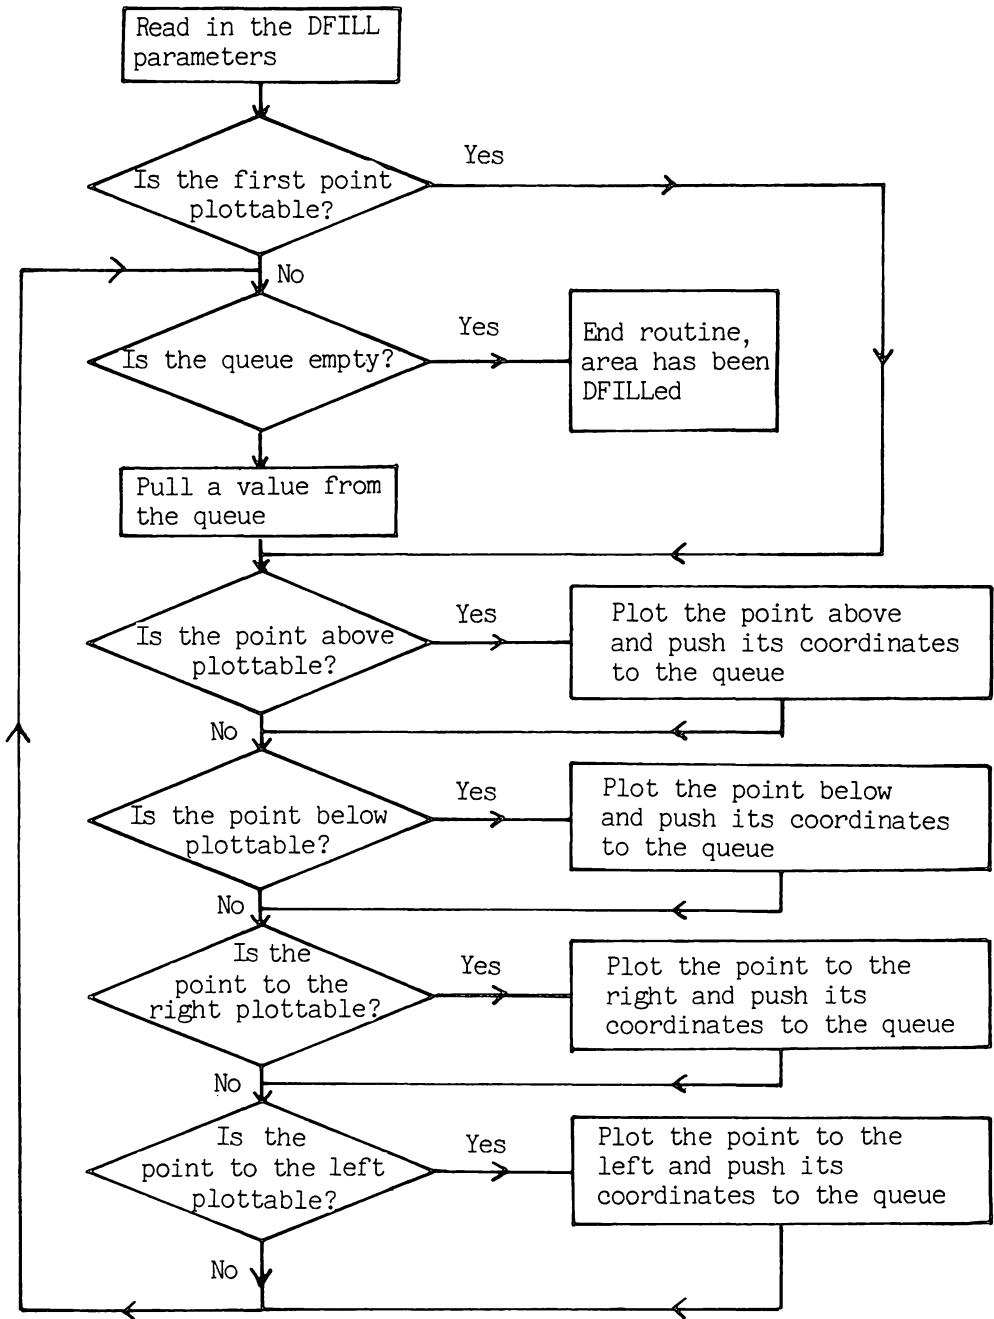 Read in the DFILL
parameters
Yes
Is the first point
plottable?
No
Yes
Is the queue empty?
End routine,
area has been
DFILLed
Pull a value from
the queue
Yes
Is the point above
plottable?
Plot the point above
and push its coordinates
to the queue
No
Yes
Is the point below
plottable?
Plot the point below
and push its coordinates
to the queue
No
Is the
point to the
right plottable?
Yes
Plot the point to the
right and push its
coordinates to the queue
No
Is the
point to the left
plottable?
Yes
Plot the point to the
left and push its
coordinates to the queue
No